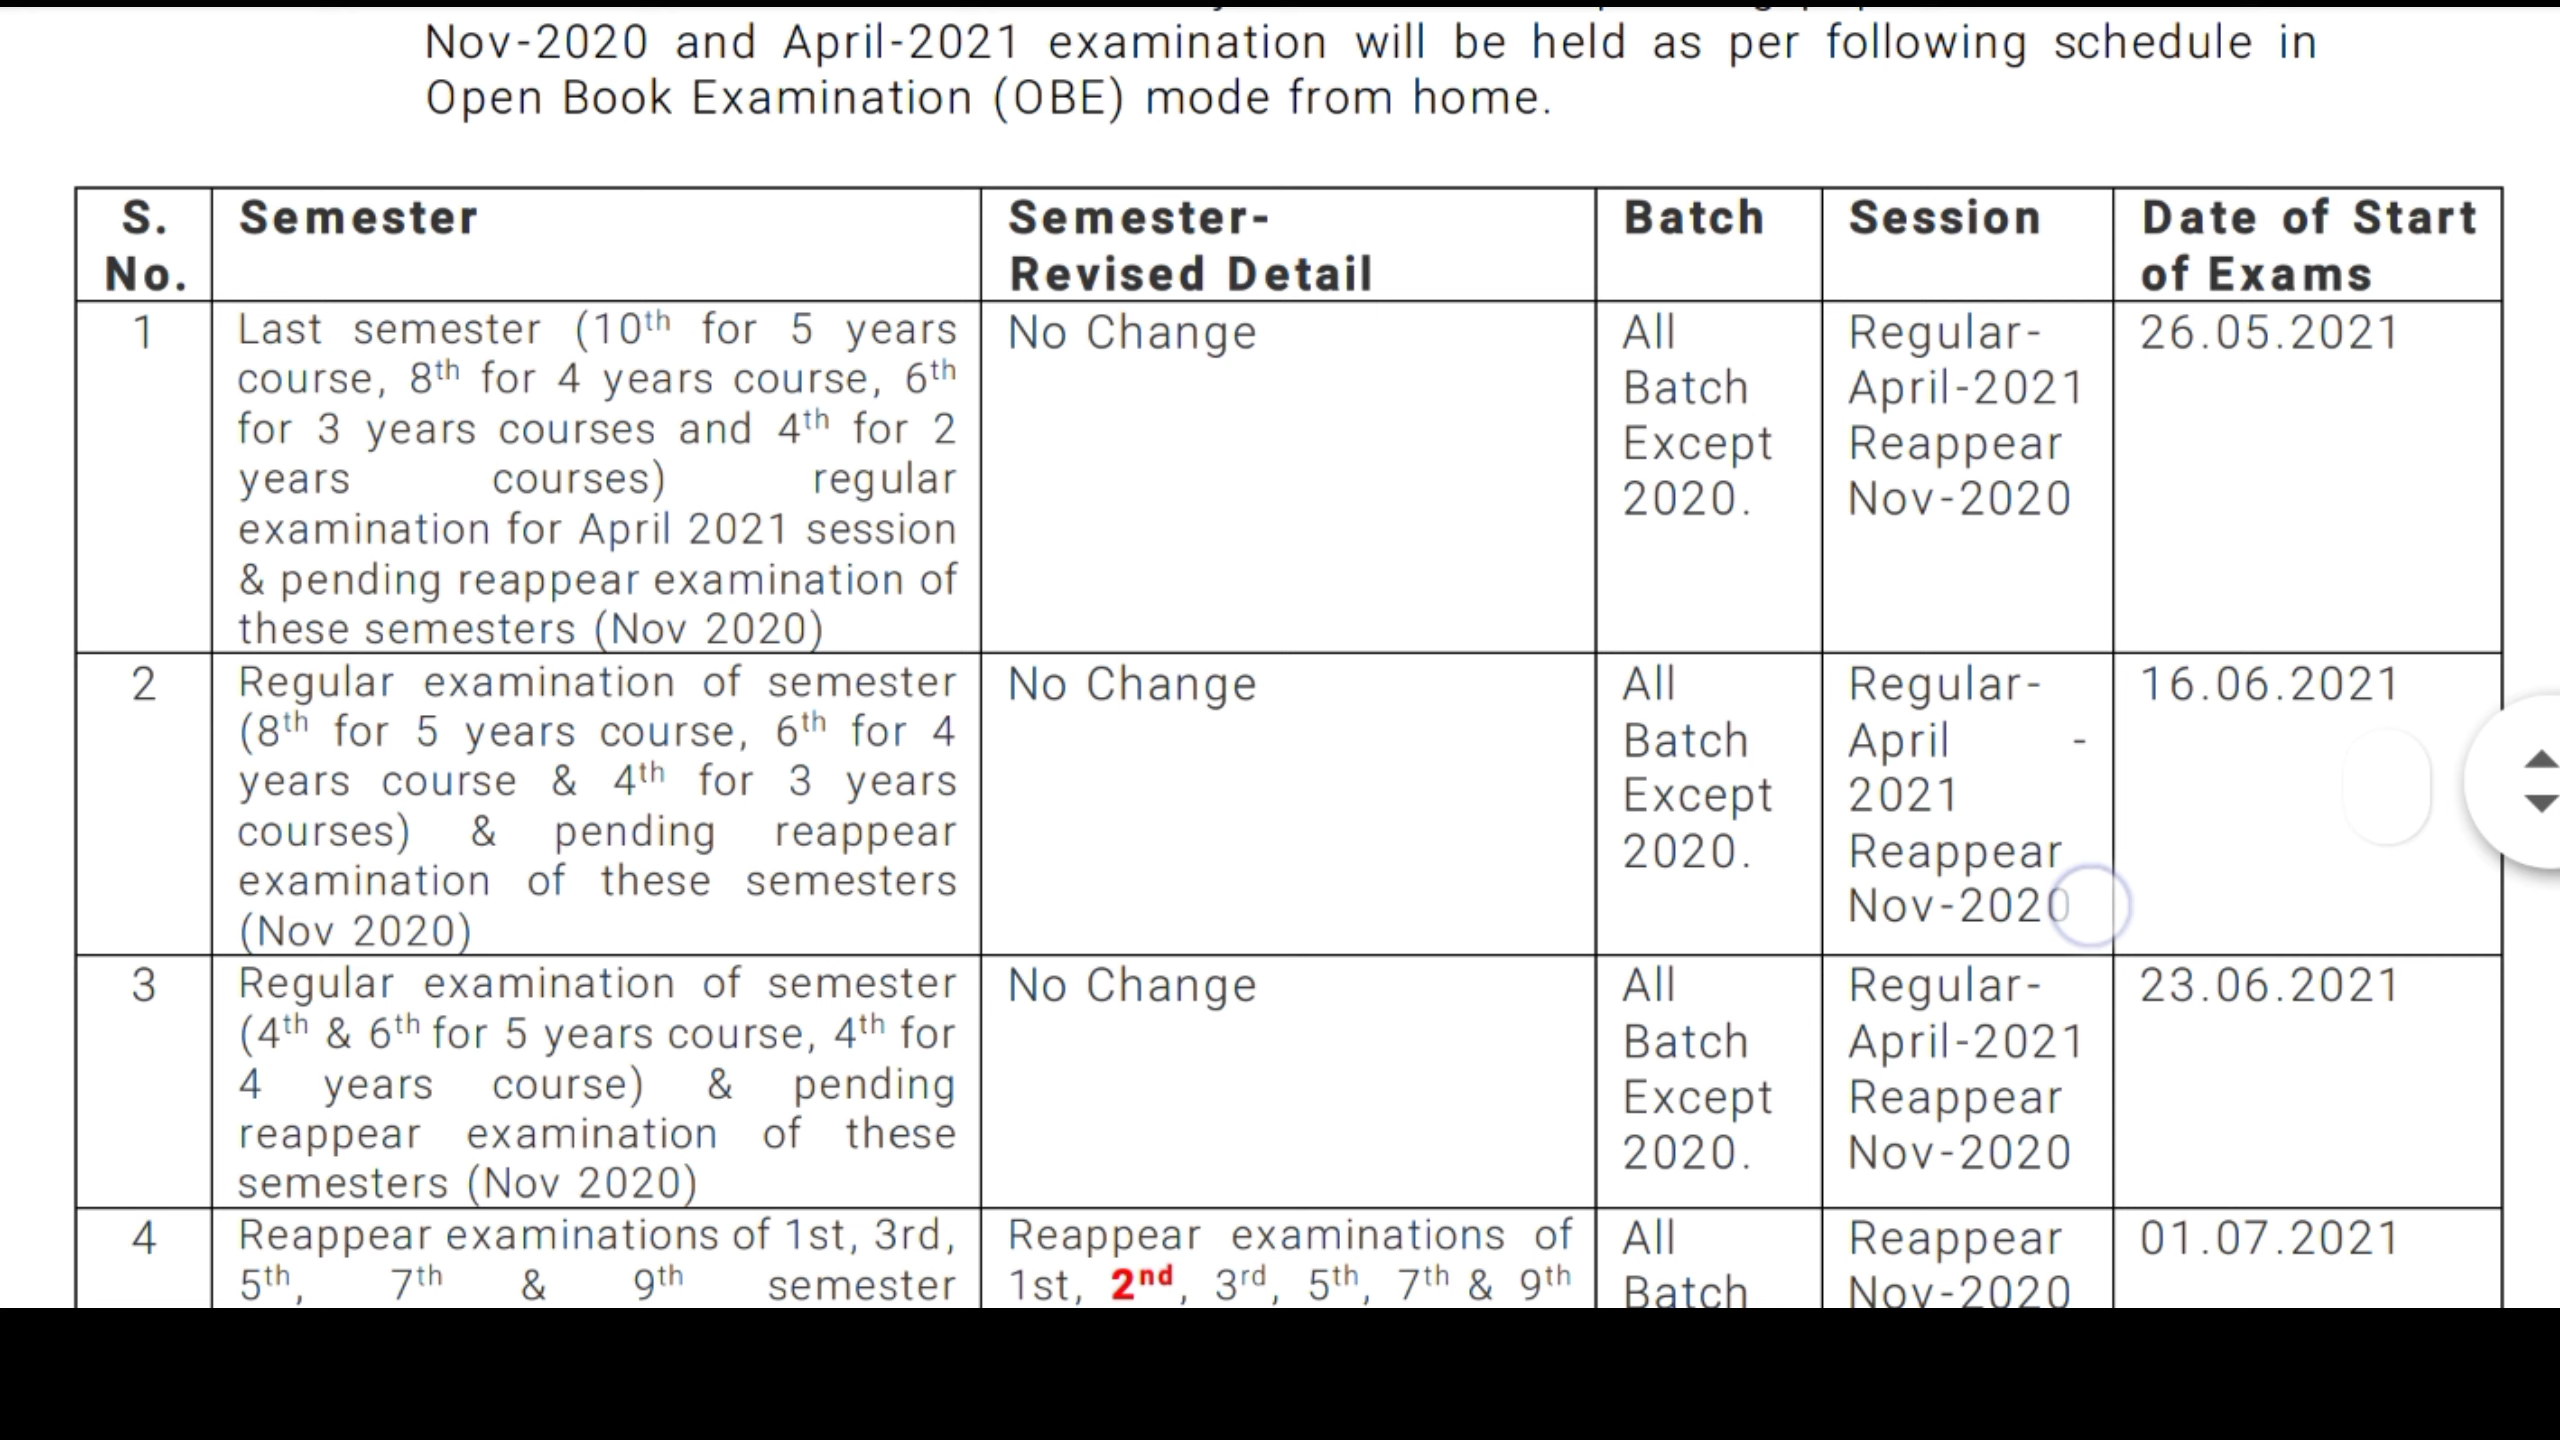 Nov-2020 and April-2021 examination will be held as per following schedule in
Open Book Examination (OBE) mode from home.
S. No.
Semester
Semester-
Revised Detail
Batch
Session
Date of Start
of Exams
1
Last semester (10th for 5 years
course, 8th for 4 years course, 6th
for 3 years courses and 4th for 2
years courses) regular
examination for April 2021 session
& pending reappear examination of
these semesters (Nov 2020)
No Change
All
Batch
Except
2020.
Regular-
April-2021
Reappear
Nov-2020
26.05.2021
2
Regular examination of semester
(8th for 5 years course, 6th for 4
years course & 4th for 3 years
courses) & pending reappear
examination of these semesters
(Nov 2020)
No Change
All
Batch
Except
2020.
Regular-
April -
2021
Reappear
Nov-2020
16.06.2021
3
Regular examination of semester
(4th & 6th for 5 years course, 4th for
4 years course) & pending
reappear examination of these
semesters (Nov 2020)
No Change
All
Batch
Except
2020.
Regular-
April-2021
Reappear
Nov-2020
23.06.2021
4
Reappear examinations of 1st, 3rd,
5th, 7th & 9th semester
Reappear examinations of
1st, 2nd, 3rd, 5th, 7th & 9th
All
Batch
Reappear
Nov-2020
01.07.2021